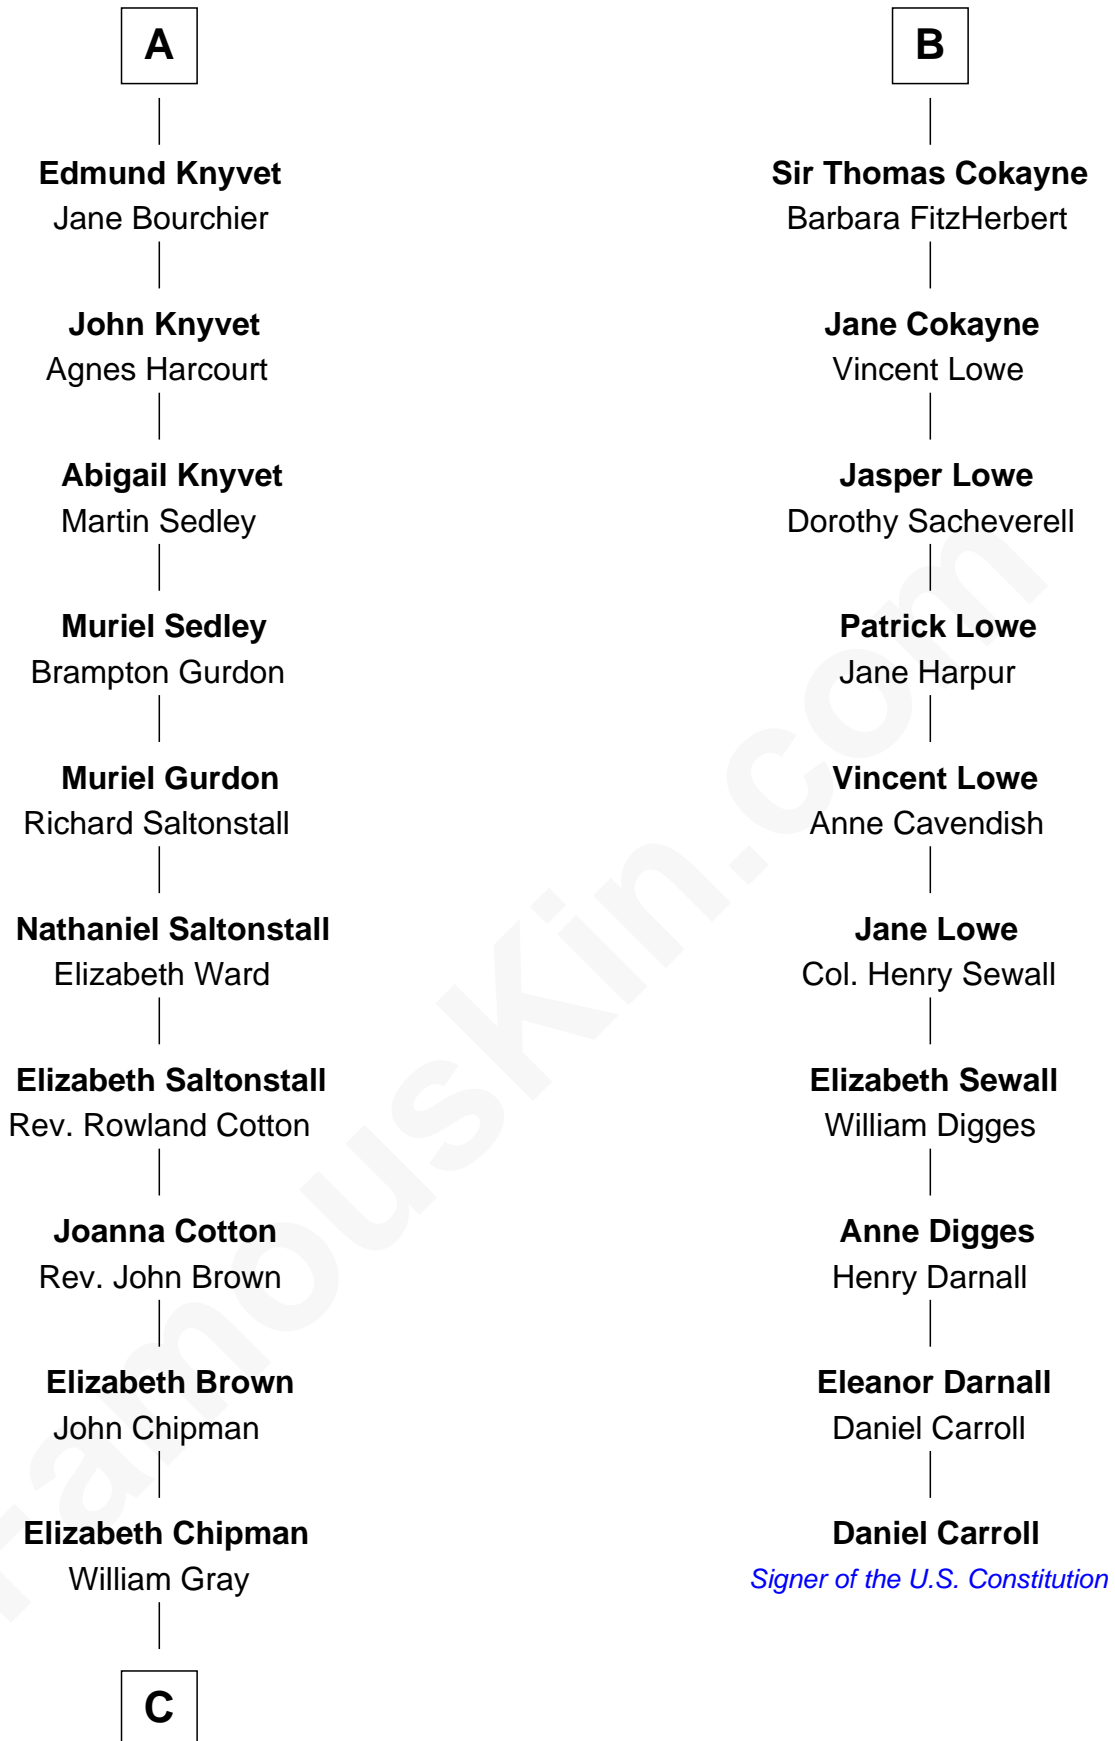 A
Edmund Knyvet
Jane Bourchier
John Knyvet
Agnes Harcourt
Abigail Knyvet
Martin Sedley
Muriel Sedley
Brampton Gurdon
Muriel Gurdon
Richard Saltonstall
Nathaniel Saltonstall
Elizabeth Ward
Elizabeth Saltonstall
Rev. Rowland Cotton
Joanna Cotton
Rev. John Brown
Elizabeth Brown
John Chipman
Elizabeth Chipman
William Gray
C
B
Sir Thomas Cokayne
Barbara FitzHerbert
Jane Cokayne
Vincent Lowe
Jasper Lowe
Dorothy Sacheverell
Patrick Lowe
Jane Harpur
Vincent Lowe
Anne Cavendish
Jane Lowe
Col. Henry Sewall
Elizabeth Sewall
William Digges
Anne Digges
Henry Darnall
Eleanor Darnall
Daniel Carroll
Daniel Carroll
Signer of the U.S. Constitution
FamousKin.com